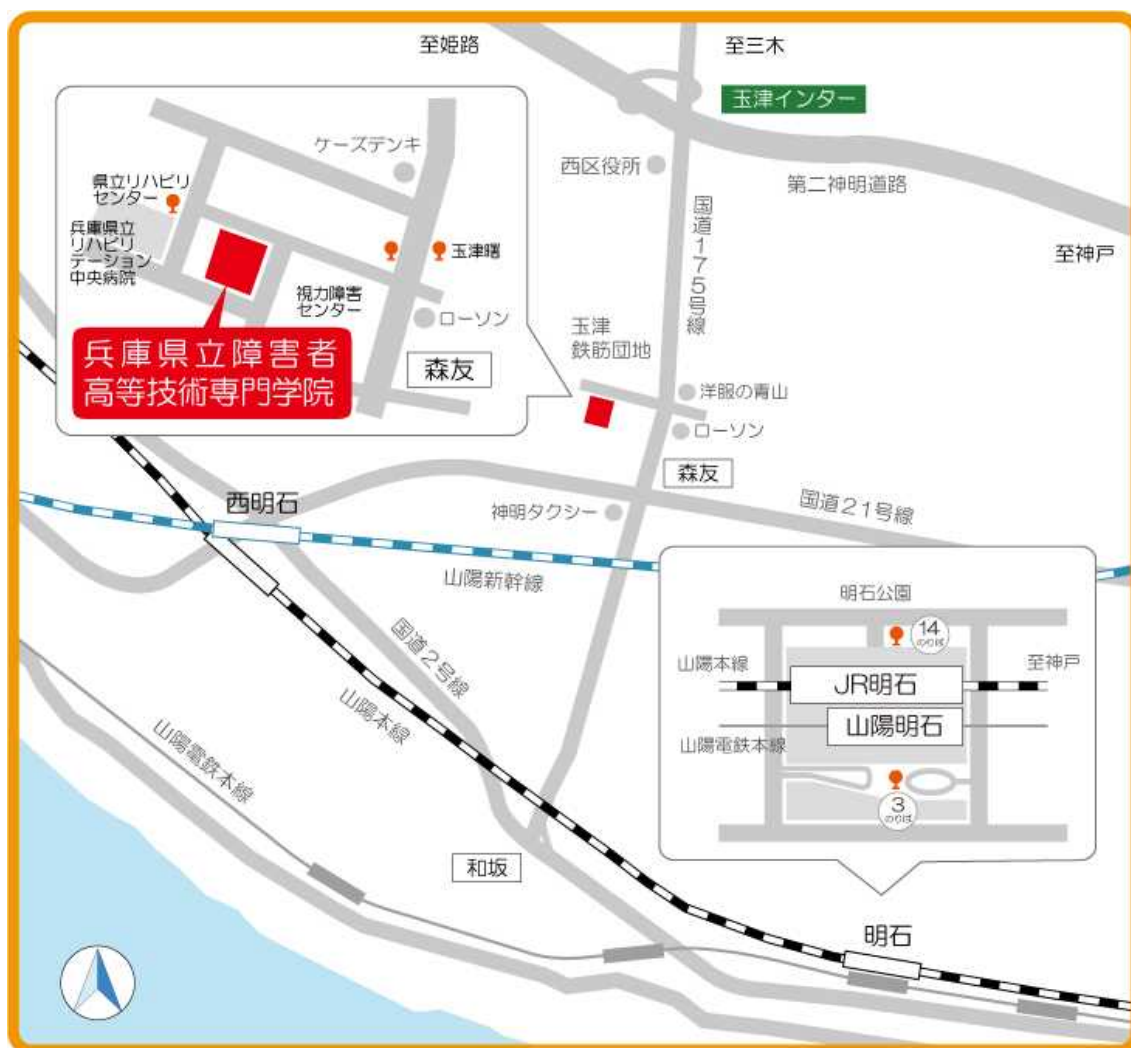 至姫路
至三木
玉津インター
ケーズデンキ
西区役所
第二神明道路
県立リハビリ
センター
国道175号線
兵庫県立
リハビリ
テーション
中央病院
玉津曙
至神戸
視力障害
センター
ローソン
玉津
鉄筋団地
兵庫県立障害者
高等技術専門学院
森友
洋服の青山
ローソン
森友
西明石
神明タクシー
国道21号線
山陽新幹線
明石公園
14
のりば
国道2号線
山陽本線
至神戸
JR明石
山陽本線
山陽明石
山陽電鉄本線
山陽電鉄本線
3
のりば
和坂
明石